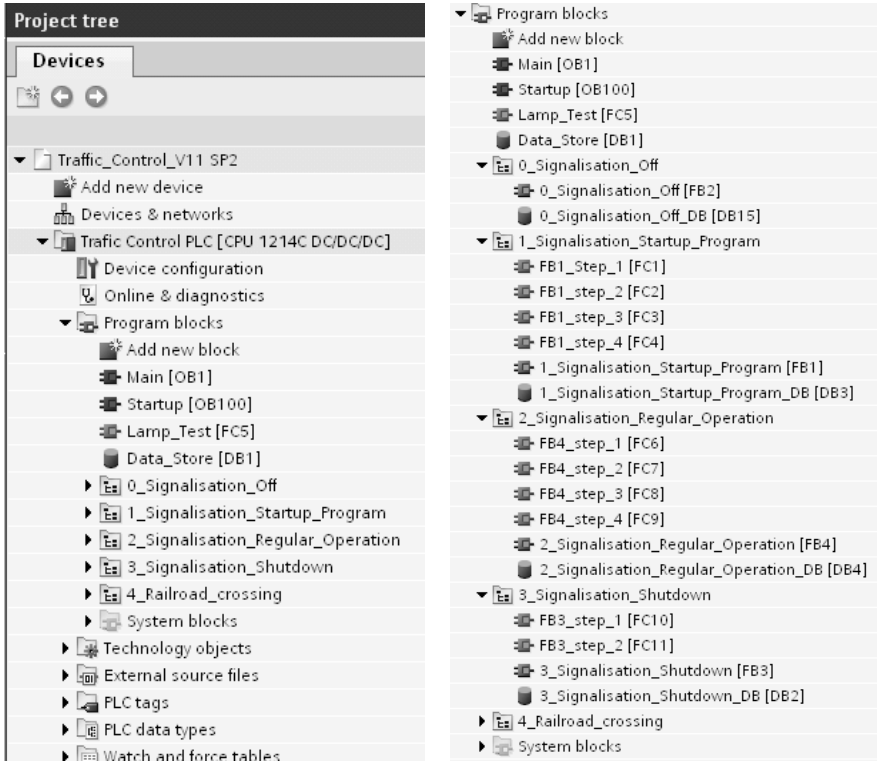 Project tree
Devices
Traffic_Control_V11 SP2
Add new device
Devices & networks
Trafic Control PLC [CPU 1214C DC/DC/DC]
Device configuration
Online & diagnostics
Program blocks
Add new block
Main [OB1]
Startup [OB100]
Lamp_Test [FC5]
Data_Store [DB1]
0_Signalisation_Off
1_Signalisation_Startup_Program
2_Signalisation_Regular_Operation
3_Signalisation_Shutdown
4_Railroad_crossing
System blocks
Technology objects
External source files
PLC tags
PLC data types
Watch and force tables
Program blocks
Add new block
Main [OB1]
Startup [OB100]
Lamp_Test [FC5]
Data_Store [DB1]
0_Signalisation_Off
0_Signalisation_Off [FB2]
0_Signalisation_Off_DB [DB15]
1_Signalisation_Startup_Program
FB1_Step_1 [FC1]
FB1_step_2 [FC2]
FB1_step_3 [FC3]
FB1_step_4 [FC4]
1_Signalisation_Startup_Program [FB1]
1_Signalisation_Startup_Program_DB [DB3]
2_Signalisation_Regular_Operation
FB4_step_1 [FC6]
FB4_step_2 [FC7]
FB4_step_3 [FC8]
FB4_step_4 [FC9]
2_Signalisation_Regular_Operation [FB4]
2_Signalisation_Regular_Operation_DB [DB4]
3_Signalisation_Shutdown
FB3_step_1 [FC10]
FB3_step_2 [FC11]
3_Signalisation_Shutdown [FB3]
3_Signalisation_Shutdown_DB [DB2]
4_Railroad_crossing
System blocks